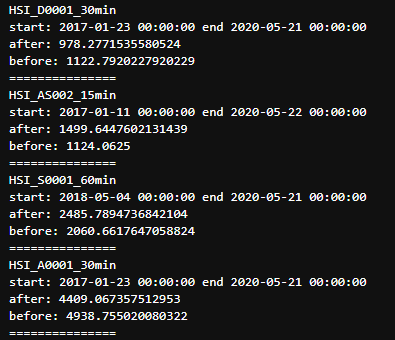 HSI_D0001_30min
start: 2017-01-23 00:00:00 end 2020-05-21 00:00:00
after: 978.2771535580524
before: 1122.7920227920229
===============
HSI_AS002_15min
start: 2017-01-11 00:00:00 end 2020-05-22 00:00:00
after: 1499.6447602131439
before: 1124.0625
===============
HSI_S0001_60min
start: 2018-05-04 00:00:00 end 2020-05-21 00:00:00
after: 2485.7894736842104
before: 2060.6617647058824
===============
HSI_A0001_30min
start: 2017-01-23 00:00:00 end 2020-05-21 00:00:00
after: 4409.067357512953
before: 4938.755020080322
===============